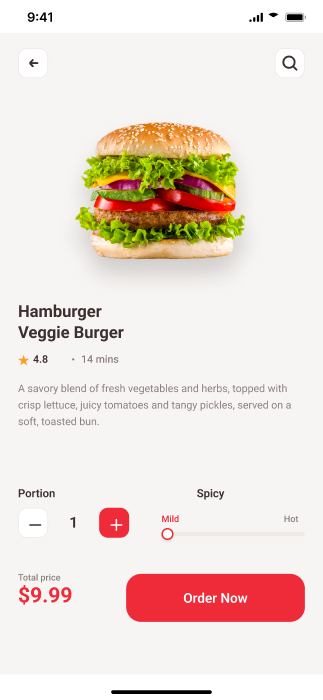 9:41
Hamburger
Veggie Burger
4.8 • 14 mins
A savory blend of fresh vegetables and herbs, topped with
crisp lettuce, juicy tomatoes and tangy pickles, served on a
soft, toasted bun.
Portion
Spicy
1
Mild
Hot
Total price
$9.99
Order Now